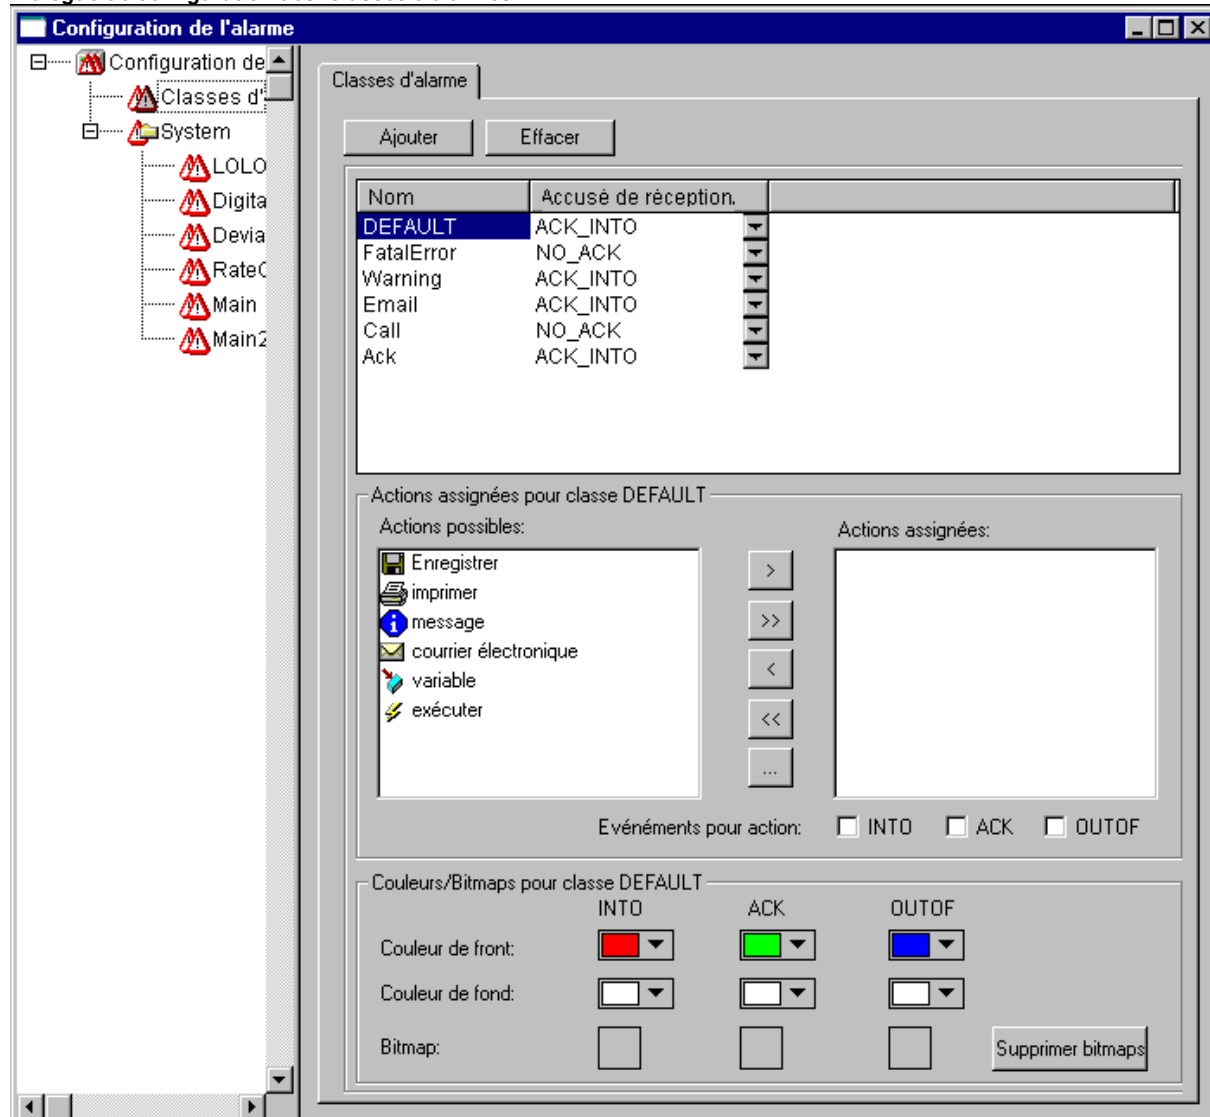 Configuration de l'alarme
Configuration de
Classes d'
System
LOLO
Digita
Devia
Main
Main2
Classes d'alarme
Ajouter Effacer
Nom Accusé de réception.
DEFAULT ACK_INTO
FatalError NO_ACK
Warning ACK_INTO
Email ACK_INTO
Call NO_ACK
Ack ACK_INTO
Actions assignées pour classe DEFAULT
Actions possibles: Actions assignées:
Enregistrer
imprimer
message
courrier électronique
variable
exécuter
>
>>
<
<<
...
Evénéments pour action: INTO ACK OUTOF
Couleurs/Bitmaps pour classe DEFAULT
INTO ACK OUTOF
Couleur de front:
Couleur de fond:
Bitmap: Supprimer bitmaps